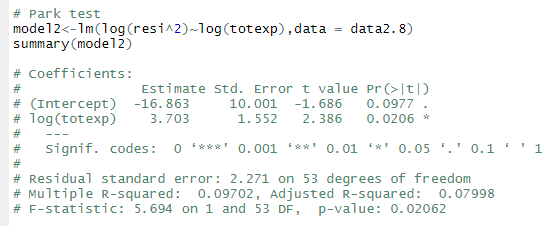 # Park test
model2<-lm(log(resi^2)~log(totexp),data = data2.8)
summary(model2)
# Coefficients:
#                Estimate Std. Error t value Pr(>|t|)
# (Intercept)  -16.863     10.001  -1.686   0.0977 .
# log(totexp)    3.703      1.552   2.386   0.0206 *
#   ---
#   Signif. codes:  0 ‘***’ 0.001 ‘**’ 0.01 ‘*’ 0.05 ‘.’ 0.1 ‘ ’ 1
#
# Residual standard error: 2.271 on 53 degrees of freedom
# Multiple R-squared:  0.09702, Adjusted R-squared:  0.07998
# F-statistic: 5.694 on 1 and 53 DF,  p-value: 0.02062